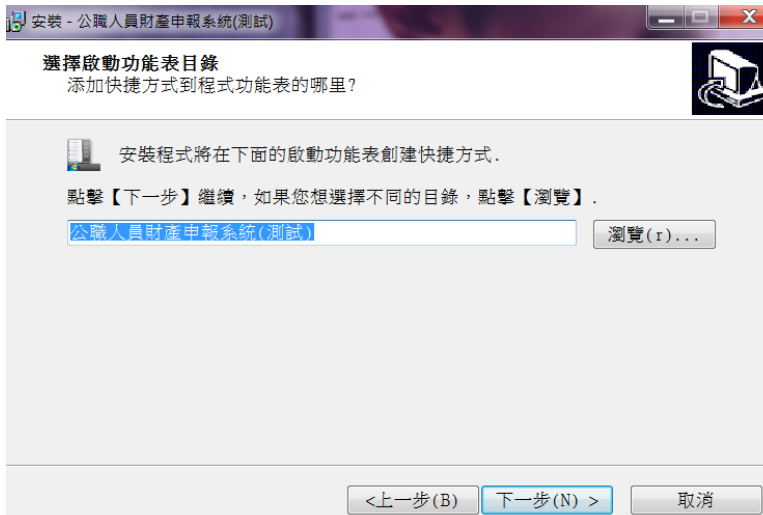 安裝 - 公職人員財產申報系統(測試)
選擇啟動功能表目錄
添加快捷方式到程式功能表的哪里?
安裝程式將在下面的啟動功能表創建快捷方式.
點擊【下一步】繼續，如果您想選擇不同的目錄，點擊【瀏覽】.
公職人員財產申報系統(測試)
瀏覽(r)...
<上一步(B)
下一步(N) >
取消